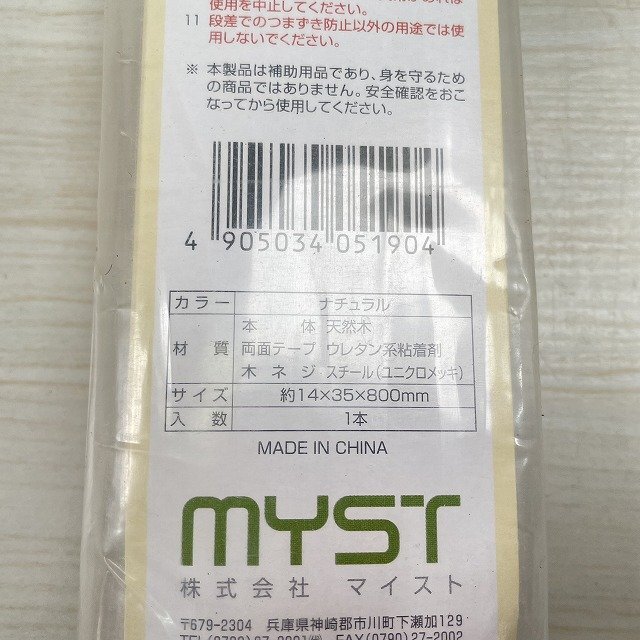 使用を中止してください。
11 段差でのつまずき防止以外の用途では使
用しないでください。
※ 本製品は補助用品であり、身を守るため
の商品ではありません。安全確認をおこ
なってから使用してください。
4 905034 051904
カラー ナチュラル
本体 天然木
材質 両面テープ ウレタン系粘着剤
木ネジ スチール(ユニクロメッキ)
サイズ 約14×35×800mm
入数 1本
MADE IN CHINA
MYST
株式会社 マイスト
〒679-2304 兵庫県神崎郡市川町下瀬加129
FAX(0790)27-2002